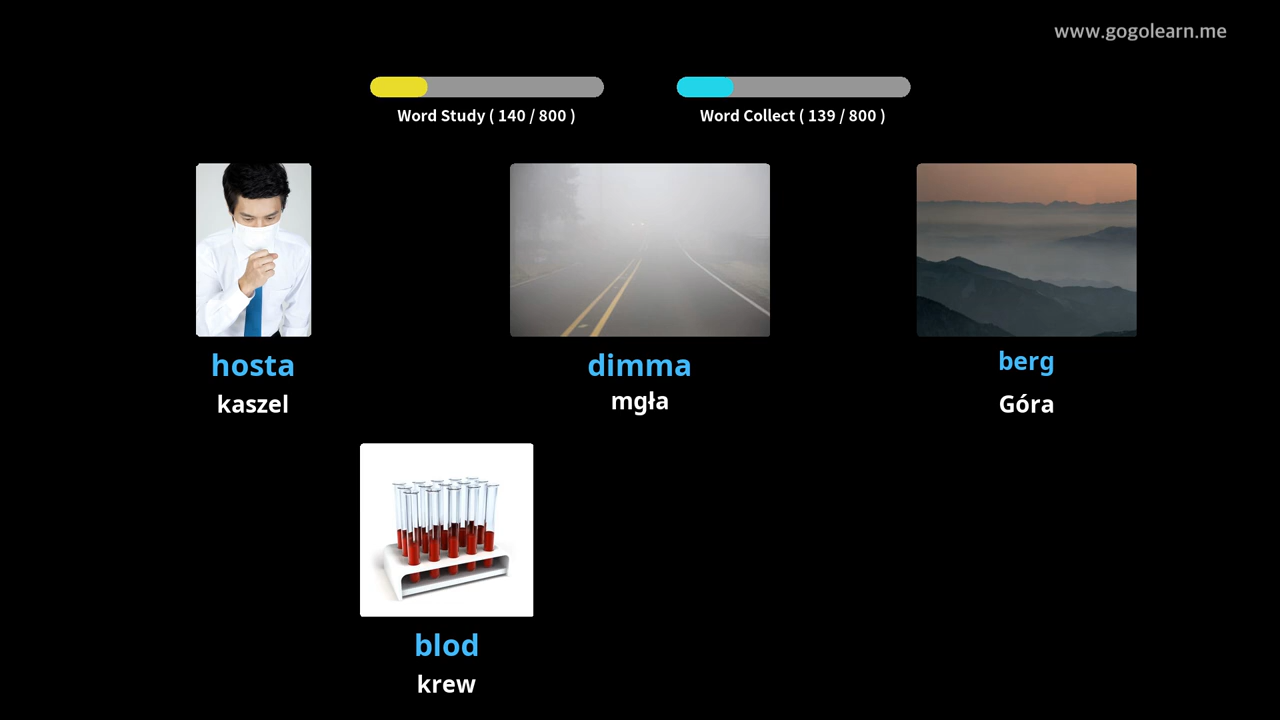 www.gogolearn.me
Word Study ( 140 / 800 )
Word Collect ( 139 / 800 )
hosta
kaszel
dimma
mgła
berg
Góra
blod
krew